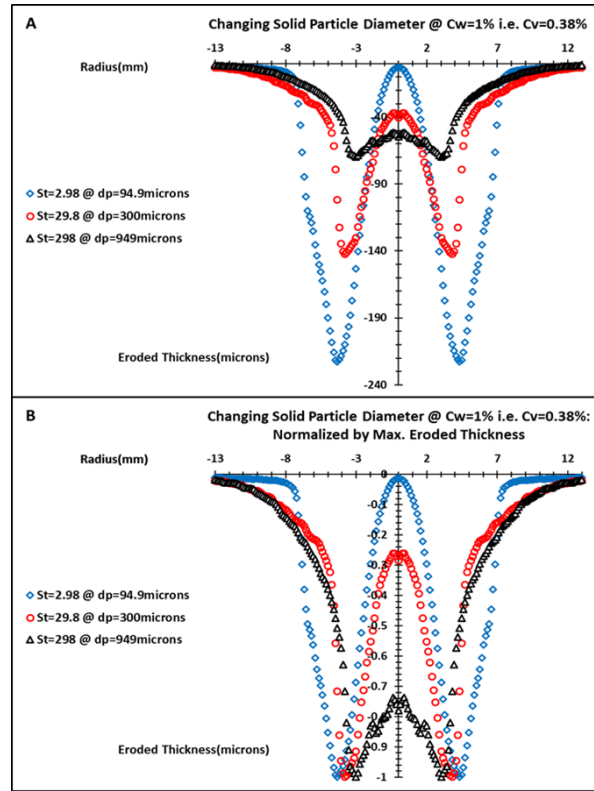 A
Changing Solid Particle Diameter @ Cw=1% i.e. Cv=0.38%
-13 -8 -3 2 7 12
Radius(mm)
-40
-90
-140
-190
-240
St=2.98 @ dp=94.9microns
St=29.8 @ dp=300microns
St=298 @ dp=949microns
Eroded Thickness(microns)
B
Changing Solid Particle Diameter @ Cw=1% i.e. Cv=0.38%:
Normalized by Max. Eroded Thickness
Radius(mm)
-13 -8 -3 2 7 12
0
-0.1
-0.2
-0.3
-0.4
-0.5
-0.6
-0.7
-0.8
-0.9
-1
St=2.98 @ dp=94.9microns
St=29.8 @ dp=300microns
St=298 @ dp=949microns
Eroded Thickness(microns)